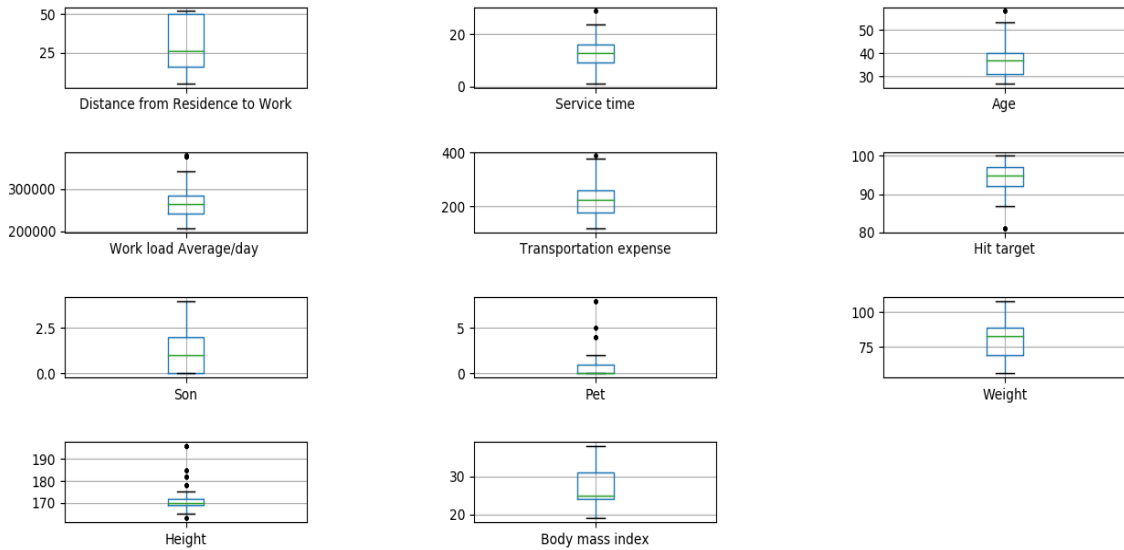 50
25
Distance from Residence to Work
20
0
Service time
50
40
30
Age
300000
200000
Work load Average/day
400
200
Transportation expense
100
90
80
Hit target
2.5
0.0
Son
5
0
Pet
100
75
Weight
190
180
170
Height
30
20
Body mass index